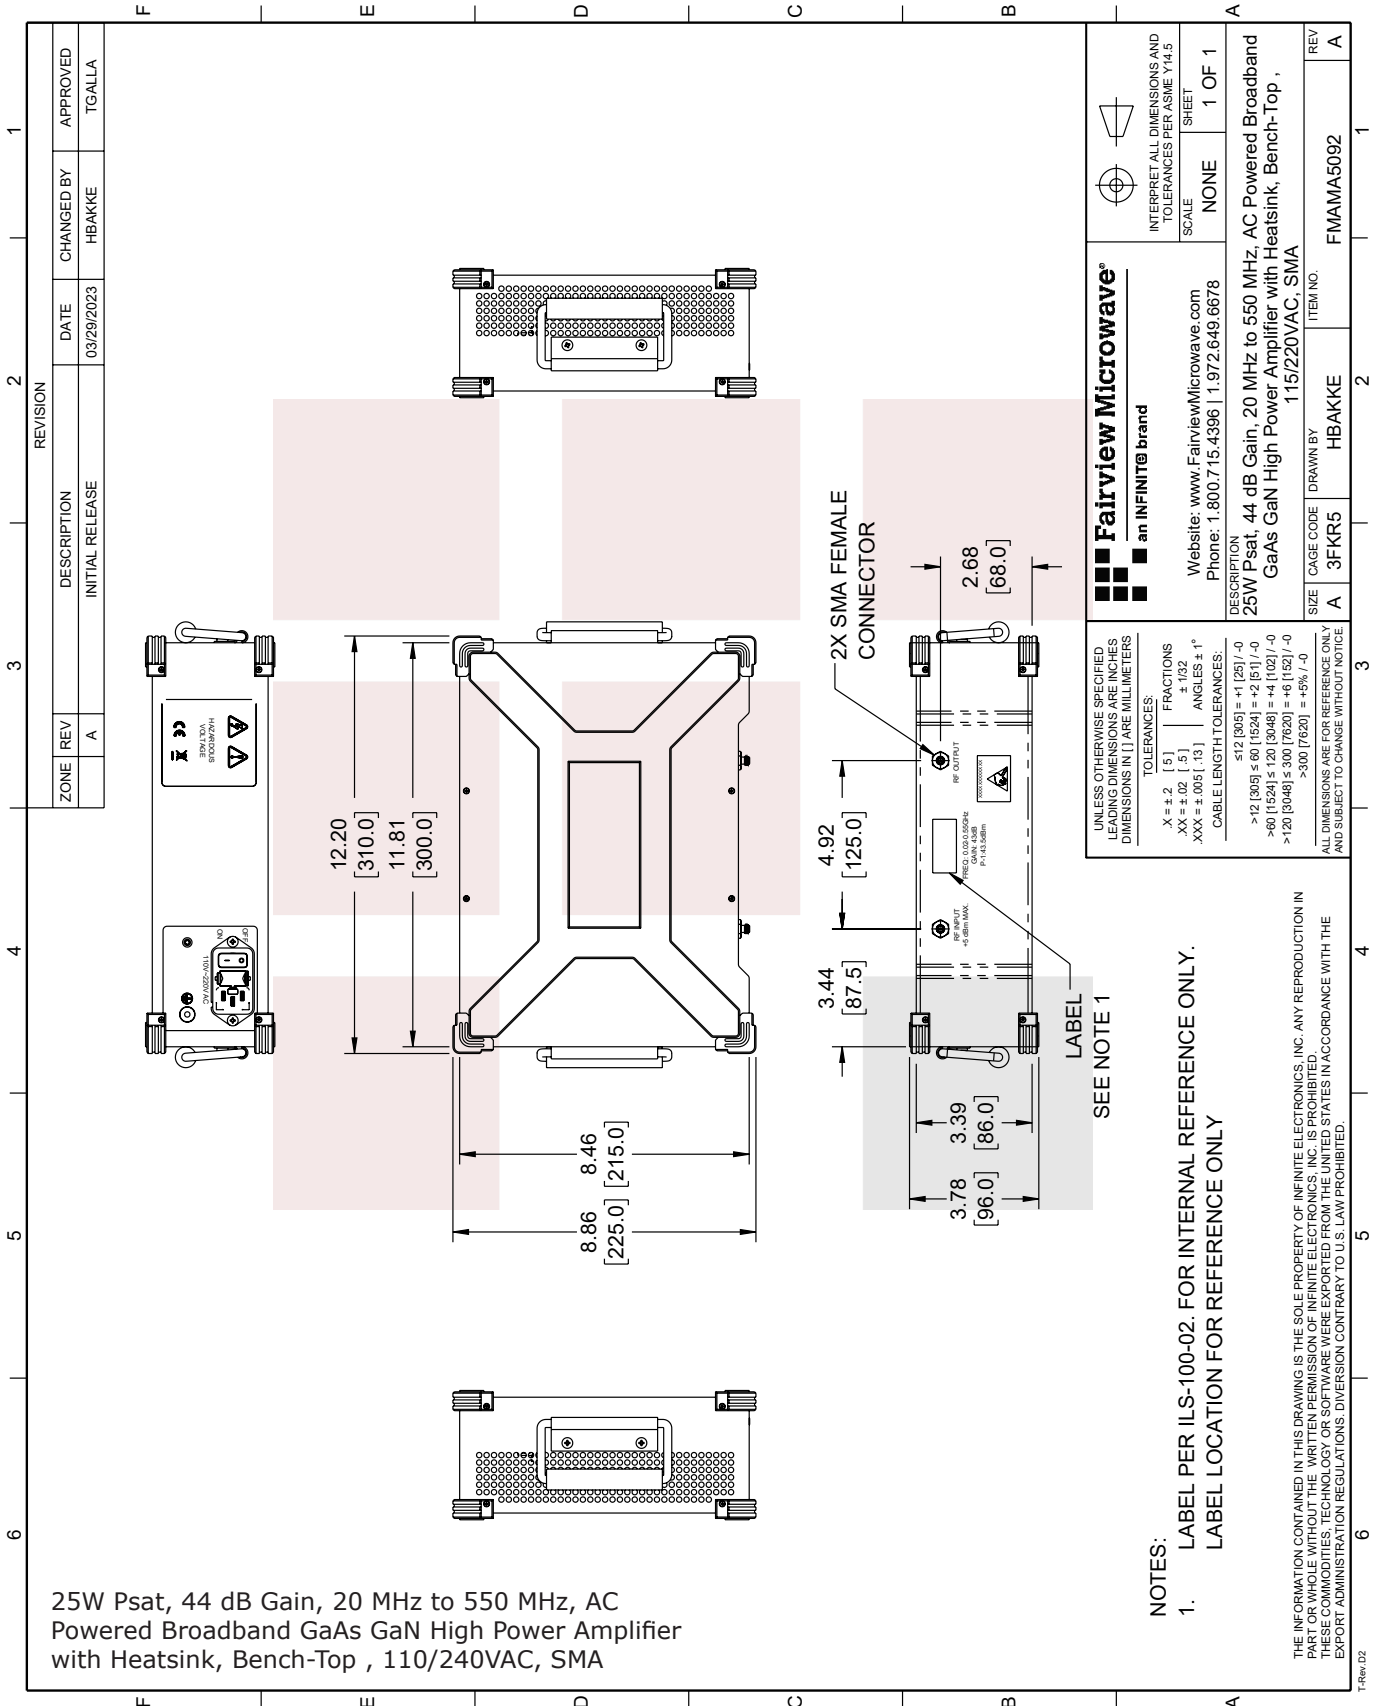 REVISION
ZONE REV DESCRIPTION DATE CHANGED BY APPROVED
A INITIAL RELEASE 03/29/2023 HBAKKE TGALLA
6 5 4 3 2 1
F
E
D
C
B
A
110V~220V AC
ON
OFF
HAZARDOUS
VOLTAGE
12.20
[310.0]
11.81
[300.0]
8.46
[215.0]
8.86
[225.0]
2X SMA FEMALE
CONNECTOR
3.44
[87.5]
4.92
[125.0]
2.68
[68.0]
3.39
[86.0]
3.78
[96.0]
RF INPUT
+5 dBm MAX.
FREQ: 0.02-0.55GHz
GAIN: 43dB
P-1:43.5dBm
RF OUTPUT
XXXX-XXXXXX.XX
LABEL
SEE NOTE 1
NOTES:
1. LABEL PER ILS-100-02. FOR INTERNAL REFERENCE ONLY.
LABEL LOCATION FOR REFERENCE ONLY
THE INFORMATION CONTAINED IN THIS DRAWING IS THE SOLE PROPERTY OF INFINITE ELECTRONICS, INC. ANY REPRODUCTION IN
PART OR WHOLE WITHOUT THE WRITTEN PERMISSION OF INFINITE ELECTRONICS, INC. IS PROHIBITED.
THESE COMMODITIES, TECHNOLOGY OR SOFTWARE WERE EXPORTED FROM THE UNITED STATES IN ACCORDANCE WITH THE
EXPORT ADMINISTRATION REGULATIONS. DIVERSION CONTRARY TO U.S. LAW PROHIBITED.
UNLESS OTHERWISE SPECIFIED
LEADING DIMENSIONS ARE INCHES
DIMENSIONS IN [ ] ARE MILLIMETERS
TOLERANCES:
.X = ± .2 [ 5 ] FRACTIONS
.XX = ± .02 [ .5 ] ± 1/32
.XXX = ± .005 [ .13 ] ANGLES ± 1°
CABLE LENGTH TOLERANCES:
≤12 [305] = +1 [25] / -0
>12 [305] ≤ 60 [1524] = +2 [51] / -0
>60 [1524] ≤ 120 [3048] = +4 [102] / -0
>120 [3048] ≤ 300 [7620] = +6 [152] / -0
>300 [7620] = +5% / -0
ALL DIMENSIONS ARE FOR REFERENCE ONLY
AND SUBJECT TO CHANGE WITHOUT NOTICE.
Fairview Microwave®
an INFINITE brand
Website: www.FairviewMicrowave.com
Phone: 1.800.715.4396 | 1.972.649.6678
INTERPRET ALL DIMENSIONS AND
TOLERANCES PER ASME Y14.5
SCALE
NONE
SHEET
1 OF 1
DESCRIPTION
25W Psat, 44 dB Gain, 20 MHz to 550 MHz, AC Powered Broadband
GaAs GaN High Power Amplifier with Heatsink, Bench-Top ,
115/220VAC, SMA
SIZE
A
CAGE CODE
3FKR5
DRAWN BY
HBAKKE
ITEM NO.
FMAMA5092
REV
A
6 5 4 3 2 1
F
E
D
C
B
A
T-Rev.D2
25W Psat, 44 dB Gain, 20 MHz to 550 MHz, AC
Powered Broadband GaAs GaN High Power Amplifier
with Heatsink, Bench-Top , 110/240VAC, SMA